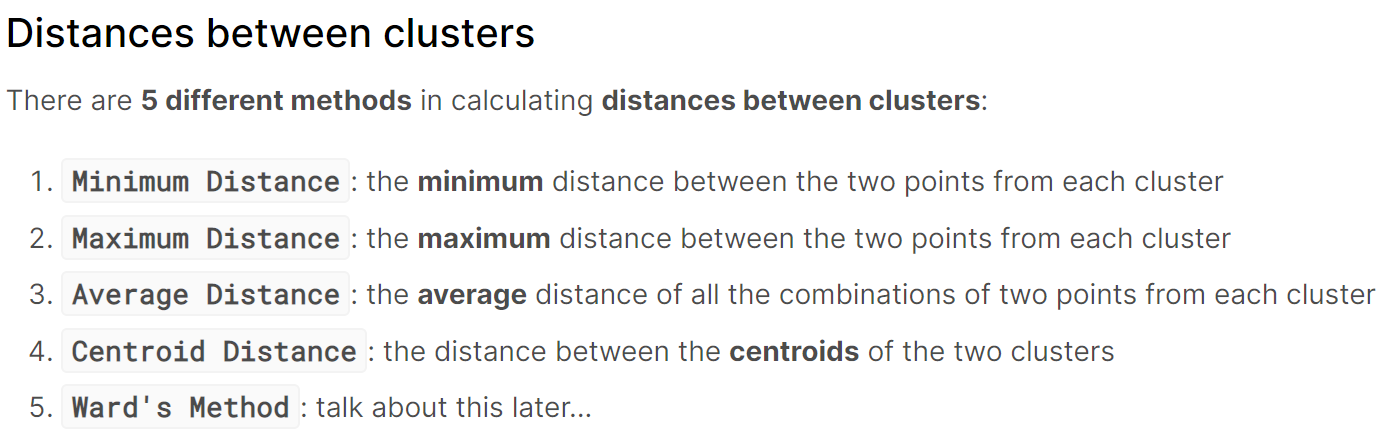 Distances between clusters
There are 5 different methods in calculating distances between clusters:
1. Minimum Distance : the minimum distance between the two points from each cluster
2. Maximum Distance : the maximum distance between the two points from each cluster
3. Average Distance : the average distance of all the combinations of two points from each cluster
4. Centroid Distance : the distance between the centroids of the two clusters
5. Ward's Method : talk about this later...